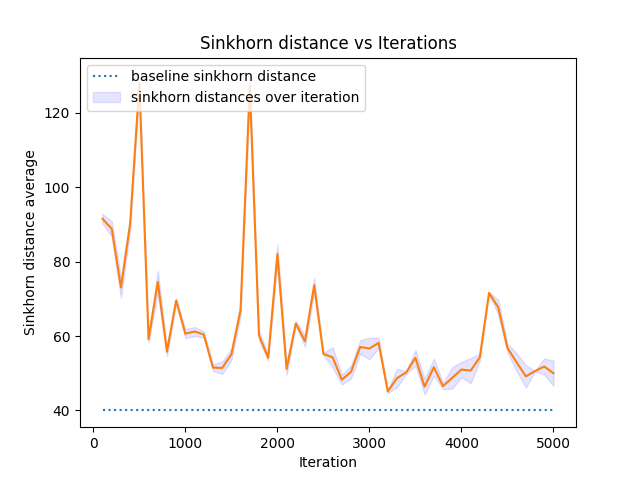 Sinkhorn distance vs Iterations
baseline sinkhorn distance
sinkhorn distances over iteration
120
100
80
60
40
Sinkhorn distance average
0
1000
2000
3000
4000
5000
Iteration